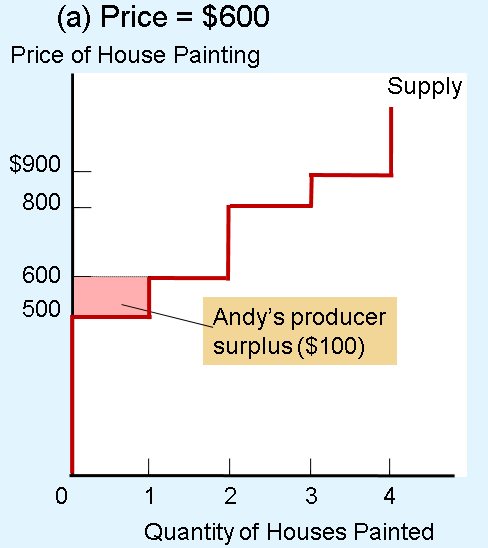 (a) Price = $600
Price of House Painting
Supply
$900
800
600
500
Andy’s producer
surplus ($100)
0 1 2 3 4
Quantity of Houses Painted